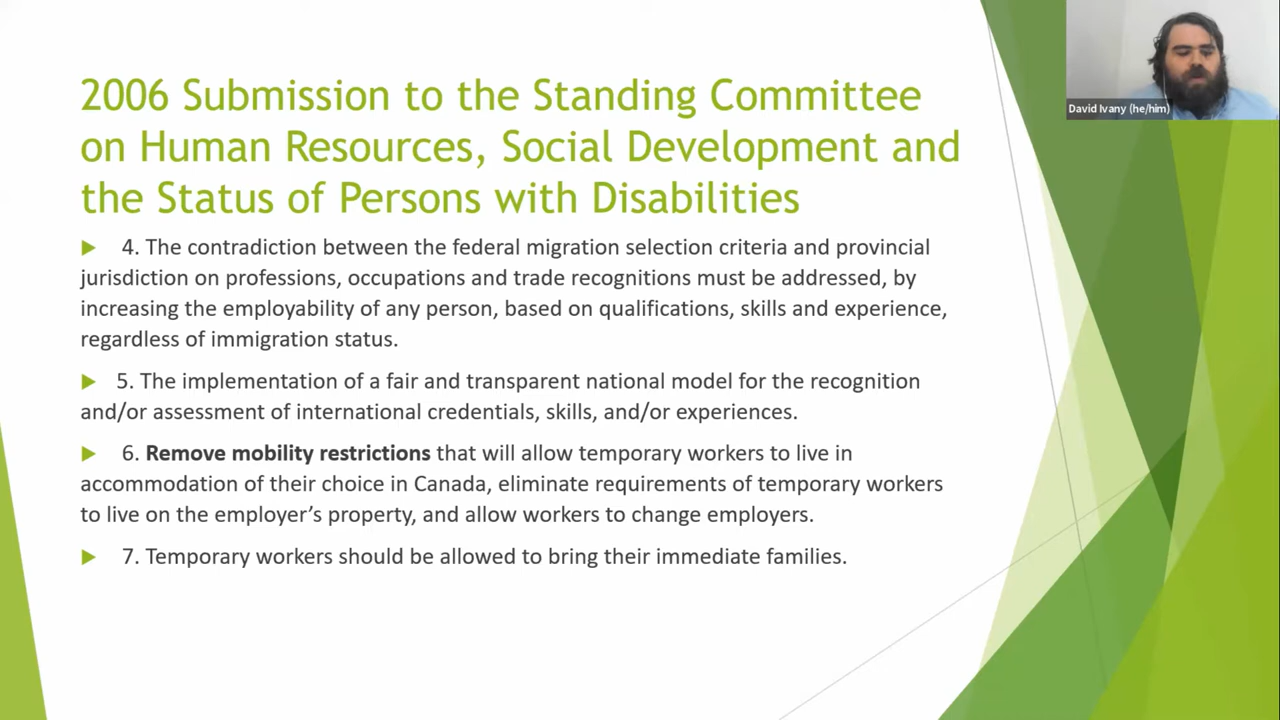 2006 Submission to the Standing Committee
on Human Resources, Social Development and
the Status of Persons with Disabilities
David Ivany (he/him)
4. The contradiction between the federal migration selection criteria and provincial
jurisdiction on professions, occupations and trade recognitions must be addressed, by
increasing the employability of any person, based on qualifications, skills and experience,
regardless of immigration status.
5. The implementation of a fair and transparent national model for the recognition
and/or assessment of international credentials, skills, and/or experiences.
6. Remove mobility restrictions that will allow temporary workers to live in
accommodation of their choice in Canada, eliminate requirements of temporary workers
to live on the employer’s property, and allow workers to change employers.
7. Temporary workers should be allowed to bring their immediate families.